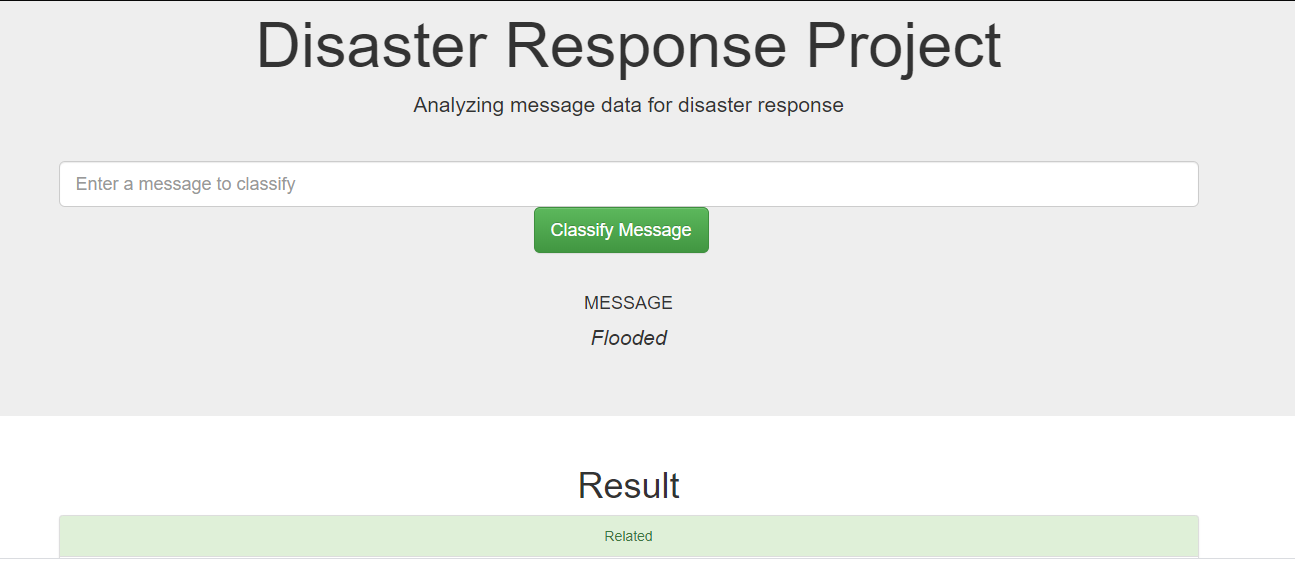 Disaster Response Project
Analyzing message data for disaster response
Enter a message to classify
Classify Message
MESSAGE
Flooded
Result
Related